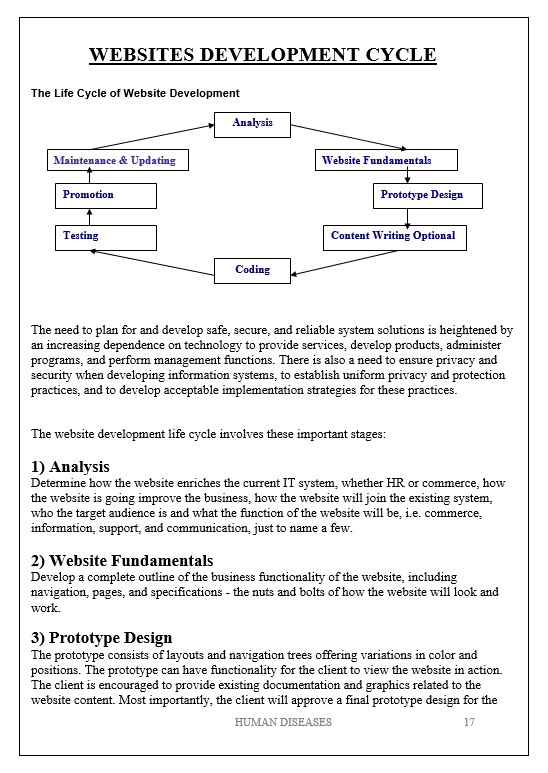 WEBSITES DEVELOPMENT CYCLE
The Life Cycle of Website Development
Analysis
Maintenance & Updating
Website Fundamentals
Promotion
Prototype Design
Testing
Content Writing Optional
Coding
The need to plan for and develop safe, secure, and reliable system solutions is heightened by
an increasing dependence on technology to provide services, develop products, administer
programs, and perform management functions. There is also a need to ensure privacy and
security when developing information systems, to establish uniform privacy and protection
practices, and to develop acceptable implementation strategies for these practices.
The website development life cycle involves these important stages:
1) Analysis
Determine how the website enriches the current IT system, whether HR or commerce, how
the website is going improve the business, how the website will join the existing system,
who the target audience is and what the function of the website will be, i.e. commerce,
information, support, and communication, just to name a few.
2) Website Fundamentals
Develop a complete outline of the business functionality of the website, including
navigation, pages, and specifications - the nuts and bolts of how the website will look and
work.
3) Prototype Design
The prototype consists of layouts and navigation trees offering variations in color and
positions. The prototype can have functionality for the client to view the website in action.
The client is encouraged to provide existing documentation and graphics related to the
website content. Most importantly, the client will approve a final prototype design for the
HUMAN DISEASES 17